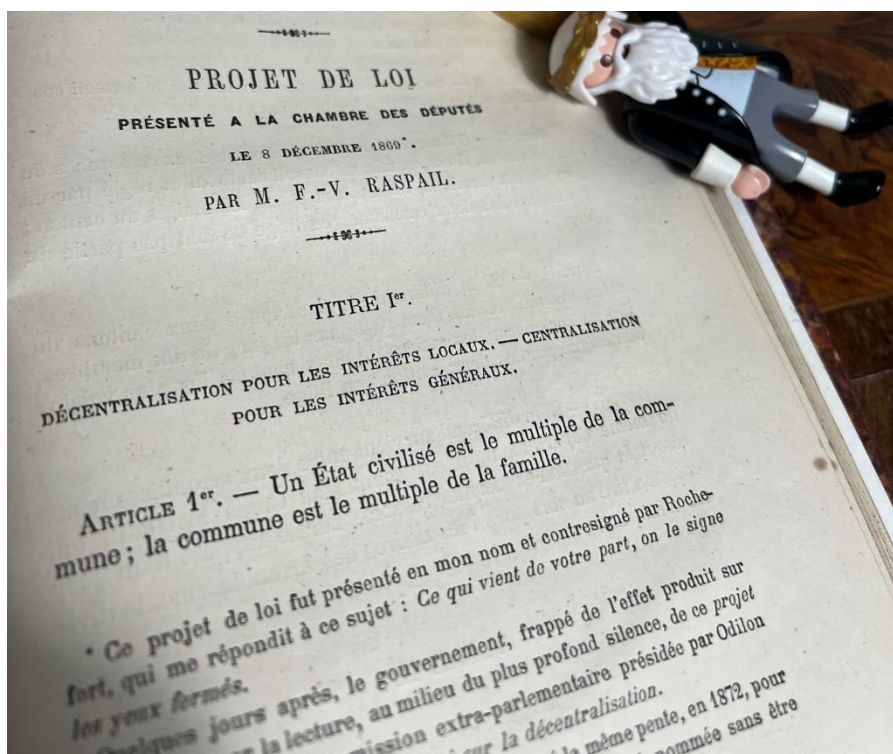 PROJET DE LOI
PRÉSENTÉ A LA CHAMBRE DES DÉPUTÉS
LE 8 DÉCEMBRE 1869*.
PAR M. F.-V. RASPAIL.
TITRE Ier.
DÉCENTRALISATION POUR LES INTÉRÊTS LOCAUX. — CENTRALISATION
POUR LES INTÉRÊTS GÉNÉRAUX.
ARTICLE 1er. — Un État civilisé est le multiple de la com-
mune ; la commune est le multiple de la famille.
* Ce projet de loi fut présenté en mon nom et contresigné par Roche-
fort, qui me répondit à ce sujet : Ce qui vient de votre part, on le signe
les yeux fermés.
Quelques jours après, le gouvernement, frappé de l'effet produit sur
la lecture, au milieu du plus profond silence, de ce projet
mission extra-parlementaire présidée par Odilon
sur la décentralisation.
la même pente, en 1872, pour
nommée sans être